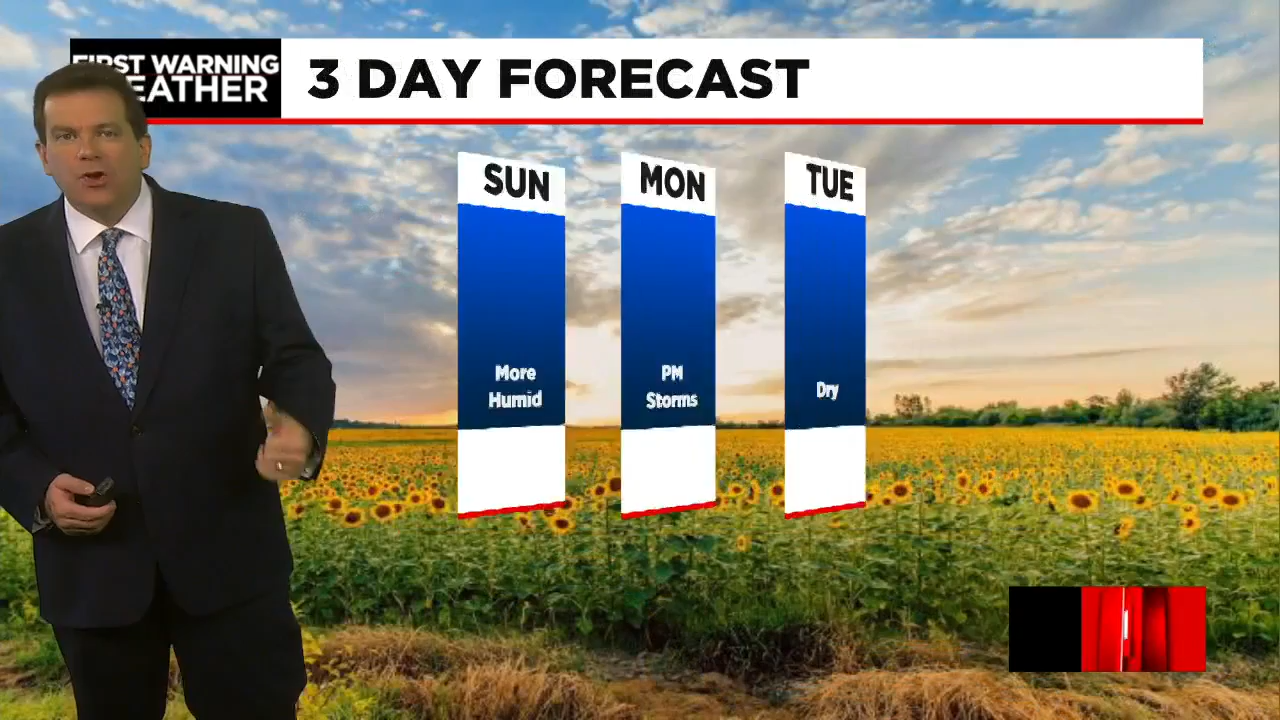 FIRST WARNING
WEATHER
3 DAY FORECAST
SUN
MON
TUE
More
Humid
PM
Storms
Dry